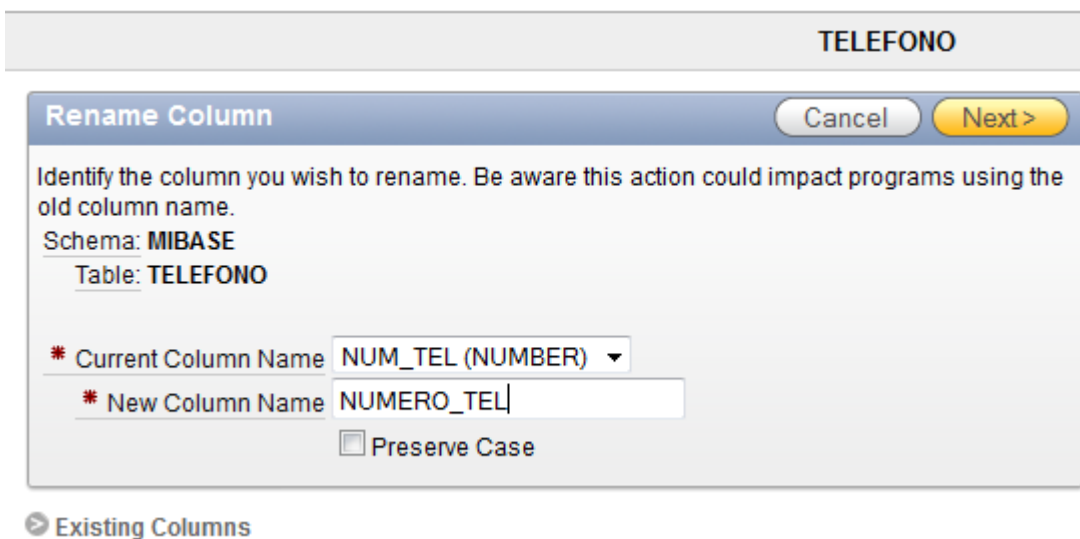 TELEFONO
Rename Column
Cancel
Next >
Identify the column you wish to rename. Be aware this action could impact programs using the
old column name.
Schema: MIBASE
Table: TELEFONO
* Current Column Name NUM_TEL (NUMBER)
* New Column Name NUMERO_TEL
Preserve Case
Existing Columns